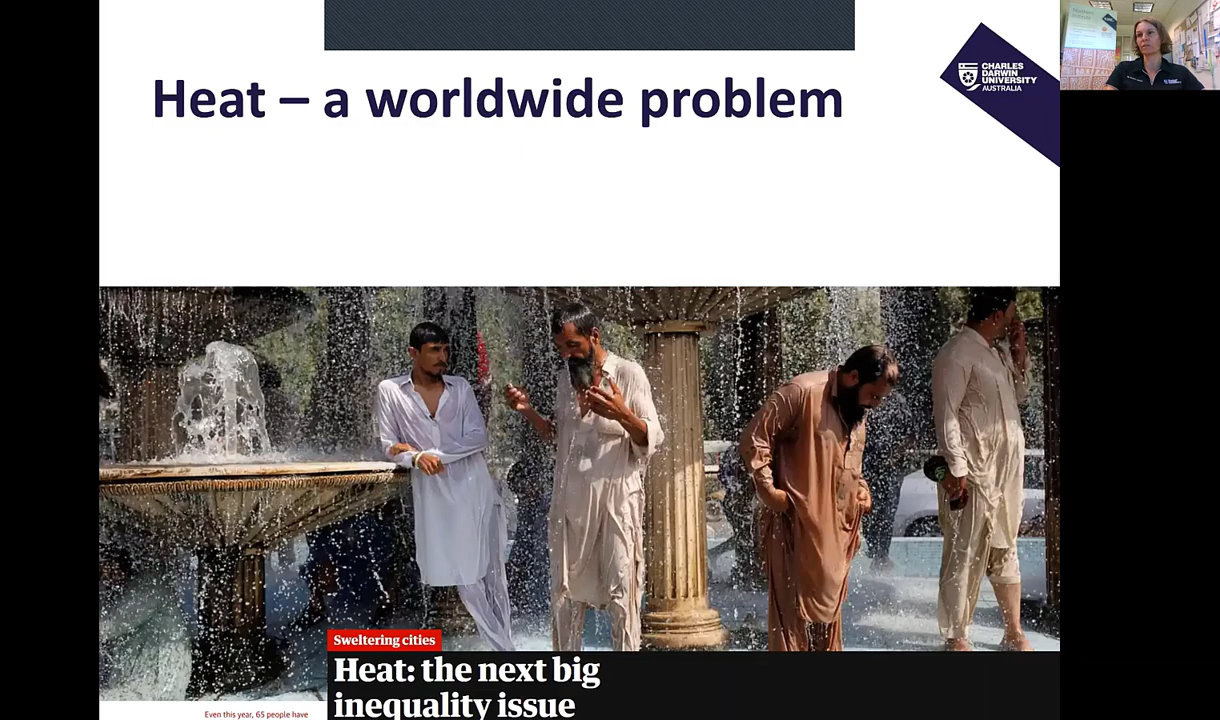 Heat – a worldwide problem
CHARLES
DARWIN
UNIVERSITY
AUSTRALIA
Sweltering cities
Heat: the next big
inequality issue
Even this year, 65 people have